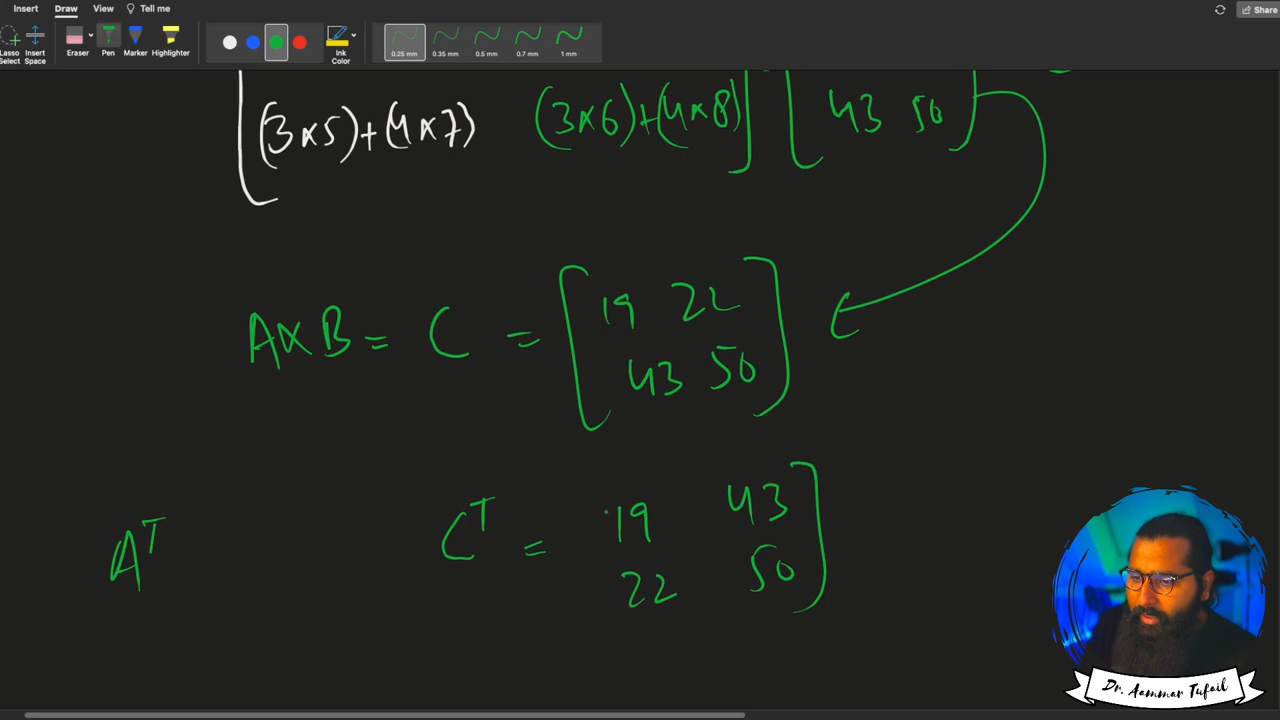 Insert Draw View Tell me
Share
Lasso Select
Insert Space
Eraser
Pen
Marker
Highlighter
Ink Color
0.25 mm 0.35 mm 0.5 mm 0.7 mm 1 mm
(3×5)+(4×7) (3×6)+(4×8) 43 50
A×B = C = 19 22
43 50
Cᵀ = 19 43
22 50
Aᵀ
Dr. Aammar Tufail